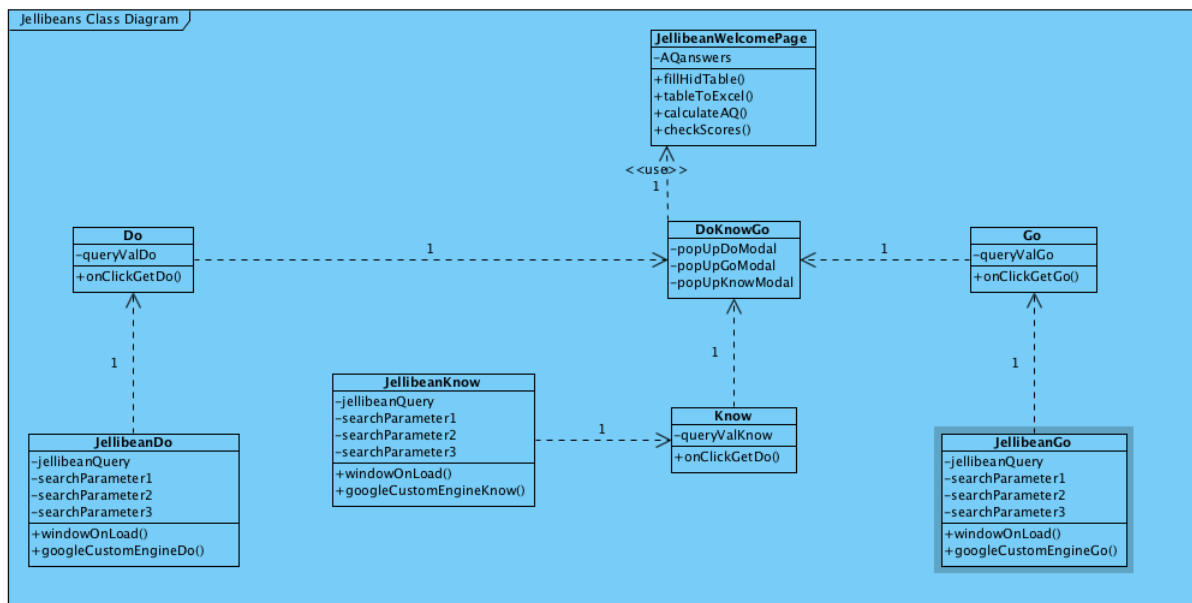 Jellibeans Class Diagram
JellibeanWelcomePage
-AQanswers
+fillHidTable()
+tableToExcel()
+calculateAQ()
+checkScores()
<<use>>
1
Do
-queryValDo
+onClickGetDo()
1
DoKnowGo
-popUpDoModal
-popUpGoModal
-popUpKnowModal
1
Go
-queryValGo
+onClickGetGo()
1
1
1
JellibeanKnow
-jellibeanQuery
-searchParameter1
-searchParameter2
-searchParameter3
+windowOnLoad()
+googleCustomEngineKnow()
1
Know
-queryValKnow
+onClickGetDo()
JellibeanDo
-jellibeanQuery
-searchParameter1
-searchParameter2
-searchParameter3
+windowOnLoad()
+googleCustomEngineDo()
JellibeanGo
-jellibeanQuery
-searchParameter1
-searchParameter2
-searchParameter3
+windowOnLoad()
+googleCustomEngineGo()